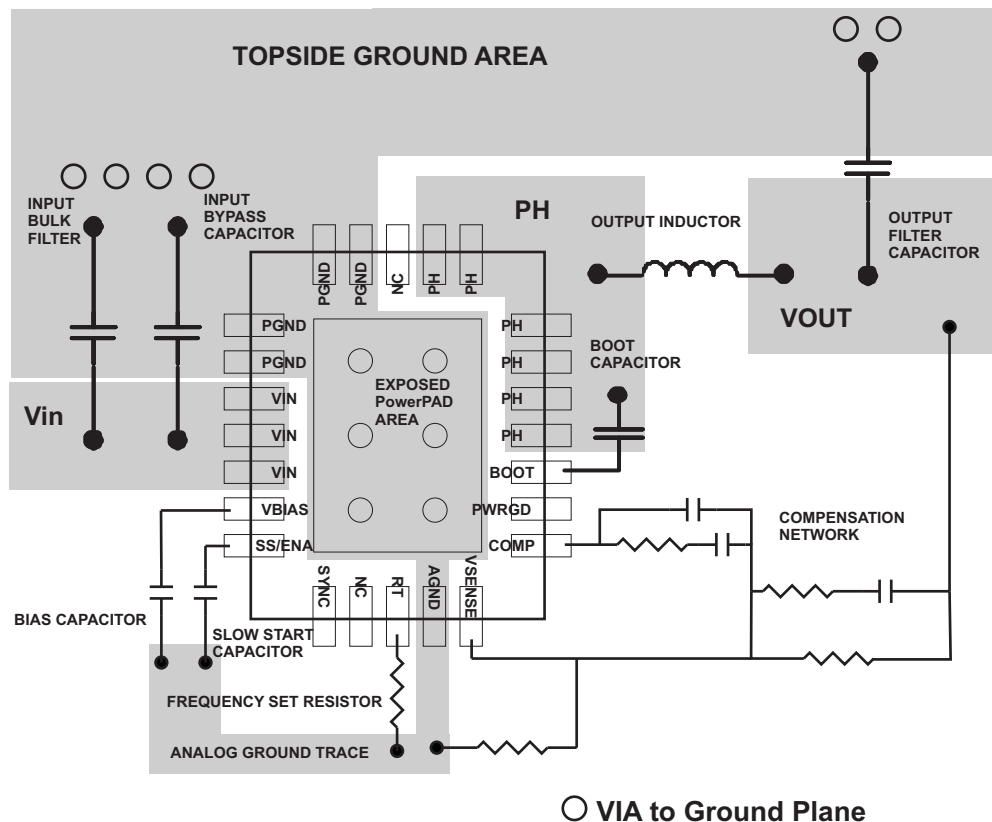 TOPSIDE GROUND AREA
INPUT
BULK
FILTER
INPUT
BYPASS
CAPACITOR
PH
OUTPUT INDUCTOR
OUTPUT
FILTER
CAPACITOR
VOUT
PGND
PGND
NC
PH
PH
PGND
PGND
VIN
VIN
VIN
VBIAS
SS/ENA
Vin
EXPOSED
PowerPAD
AREA
PH
PH
PH
PH
BOOT
PWRGD
COMP
BOOT
CAPACITOR
COMPENSATION
NETWORK
SYNC
NC
RT
AGND
VSENSE
BIAS CAPACITOR
SLOW START
CAPACITOR
FREQUENCY SET RESISTOR
ANALOG GROUND TRACE
VIA to Ground Plane